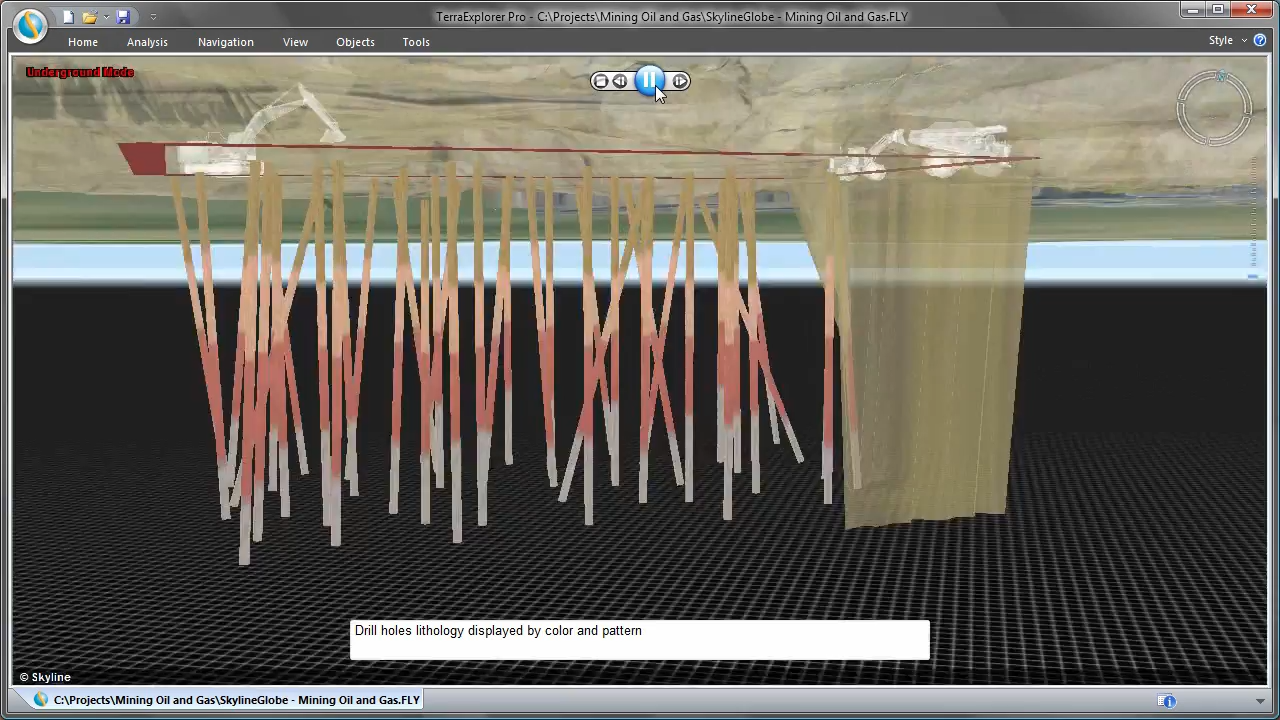 TerraExplorer Pro - C:\Projects\Mining Oil and Gas\SkylineGlobe - Mining Oil and Gas.FLY
Home Analysis Navigation View Objects Tools Style
Underground Mode
Drill holes lithology displayed by color and pattern
© Skyline
C:\Projects\Mining Oil and Gas\SkylineGlobe - Mining Oil and Gas.FLY